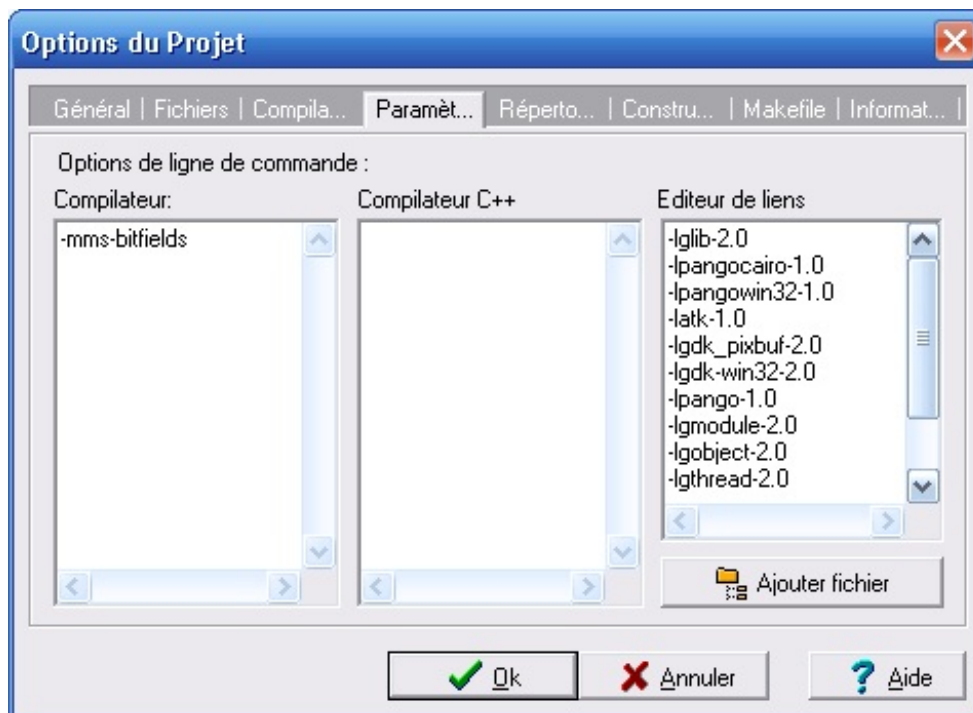 Options du Projet
Général | Fichiers | Compila... Paramèt... Réperto... | Constru... | Makefile | Informat... |
Options de ligne de commande :
Compilateur:
-mms-bitfields
Compilateur C++
Editeur de liens
-lglib-2.0
-lpangocairo-1.0
-lpangowin32-1.0
-latk-1.0
-lgdk_pixbuf-2.0
-lgdk-win32-2.0
-lpango-1.0
-lgmodule-2.0
-lgobject-2.0
-lgthread-2.0
Ajouter fichier
Ok
Annuler
Aide